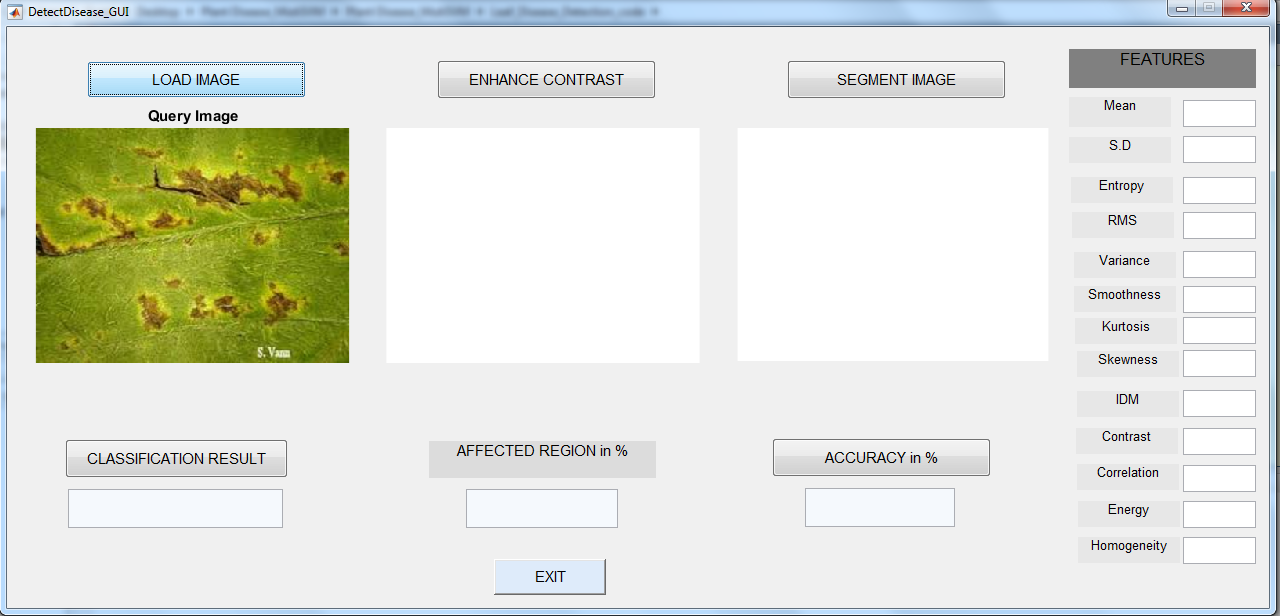 DetectDisease_GUI
LOAD IMAGE
ENHANCE CONTRAST
SEGMENT IMAGE
Query Image
S. Vann
CLASSIFICATION RESULT
AFFECTED REGION in %
ACCURACY in %
EXIT
FEATURES
Mean
S.D
Entropy
RMS
Variance
Smoothness
Kurtosis
Skewness
IDM
Contrast
Correlation
Energy
Homogeneity